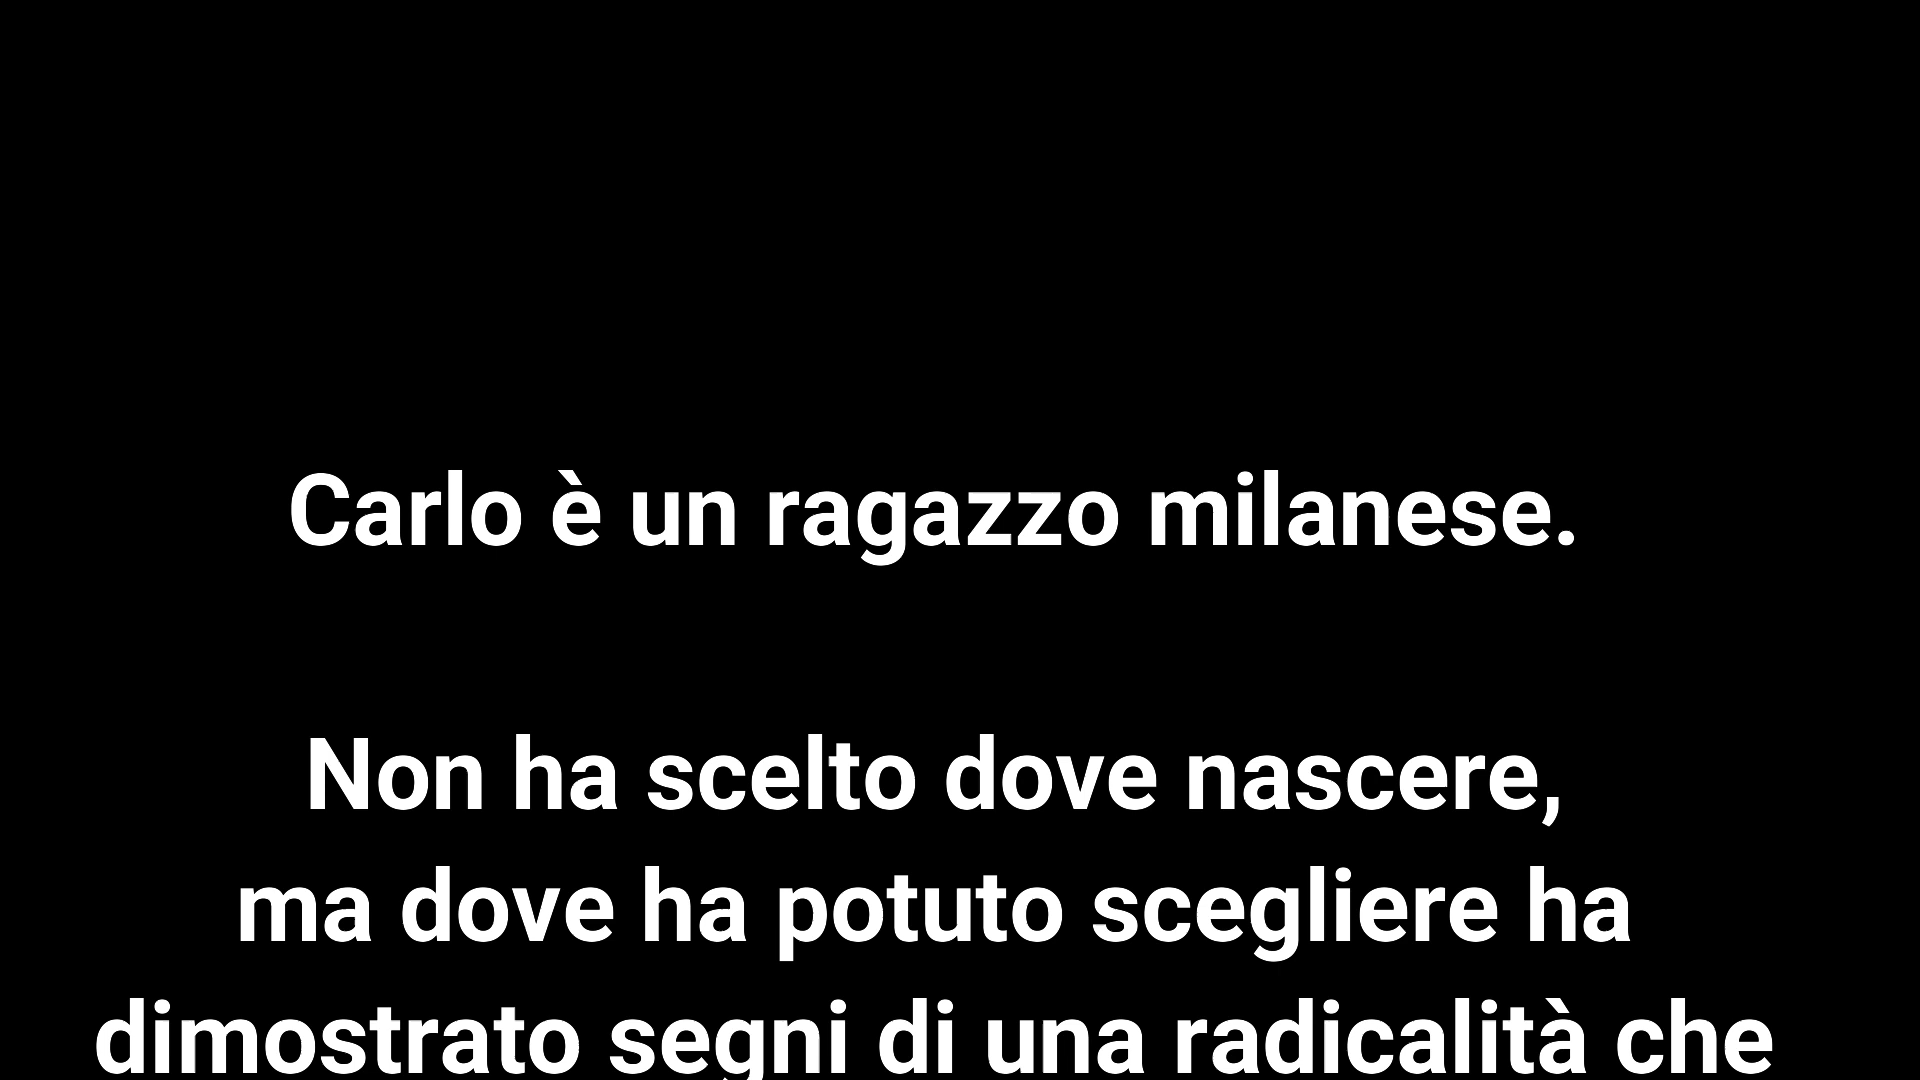 Carlo è un ragazzo milanese.
Non ha scelto dove nascere,
ma dove ha potuto scegliere ha
dimostrato segni di una radicalità che